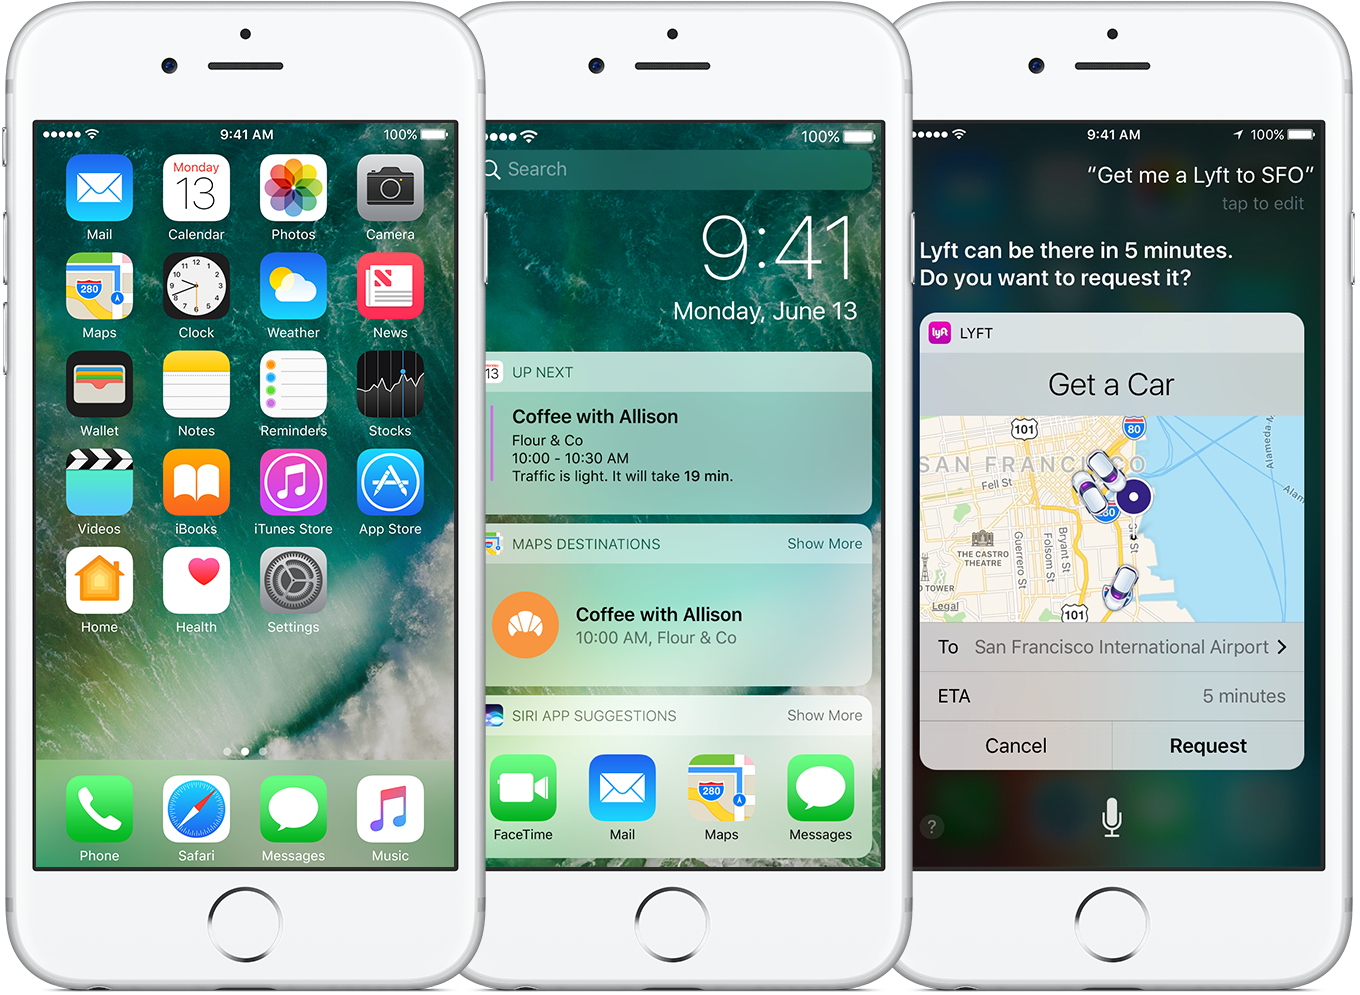 9:41 AM
100%
Monday
13
Mail
Calendar
Photos
Camera
280
Maps
Clock
Weather
News
Wallet
Notes
Reminders
Stocks
Videos
iBooks
iTunes Store
App Store
Home
Health
Settings
Phone
Safari
Messages
Music
100%
Search
9:41
Monday, June 13
13
UP NEXT
Coffee with Allison
Flour & Co
10:00 - 10:30 AM
Traffic is light. It will take 19 min.
MAPS DESTINATIONS
Show More
Coffee with Allison
10:00 AM, Flour & Co
SIRI APP SUGGESTIONS
Show More
280
FaceTime
Mail
Maps
Messages
9:41 AM
100%
“Get me a Lyft to SFO”
tap to edit
Lyft can be there in 5 minutes.
Do you want to request it?
lyft
LYFT
Get a Car
101
80
SAN FRANCISCO
Fell St
Alameda
THE CASTRO
THEATRE
Guerrero St
Folsom St
Bryant St
TOWER
Legal
101
To
San Francisco International Airport
ETA
5 minutes
Cancel
Request
?